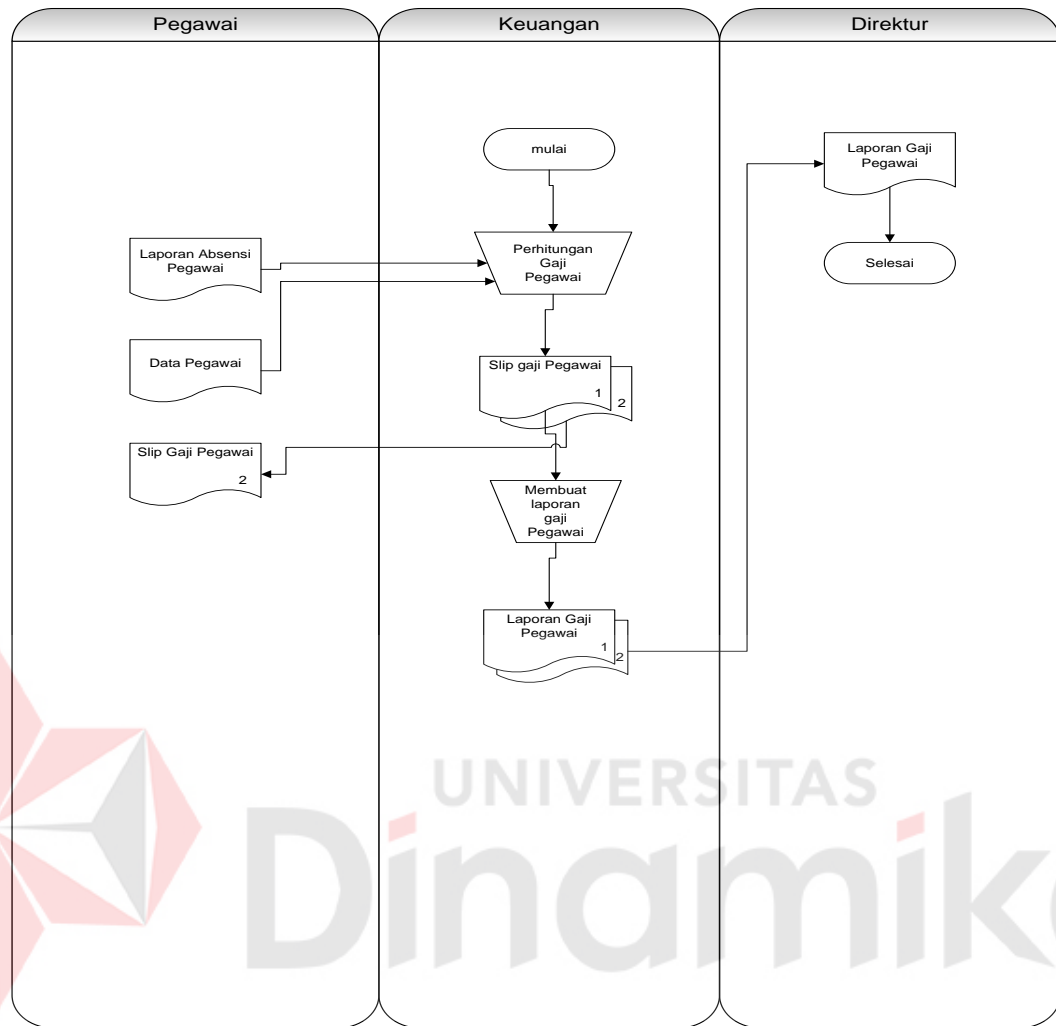 Pegawai
Keuangan
Direktur
mulai
Laporan Gaji
Pegawai
Laporan Absensi
Pegawai
Perhitungan
Gaji
Pegawai
Selesai
Data Pegawai
Slip gaji Pegawai
1
2
Slip Gaji Pegawai
2
Membuat
laporan
gaji
Pegawai
Laporan Gaji
Pegawai
1
2
UNIVERSITAS
Dinamika